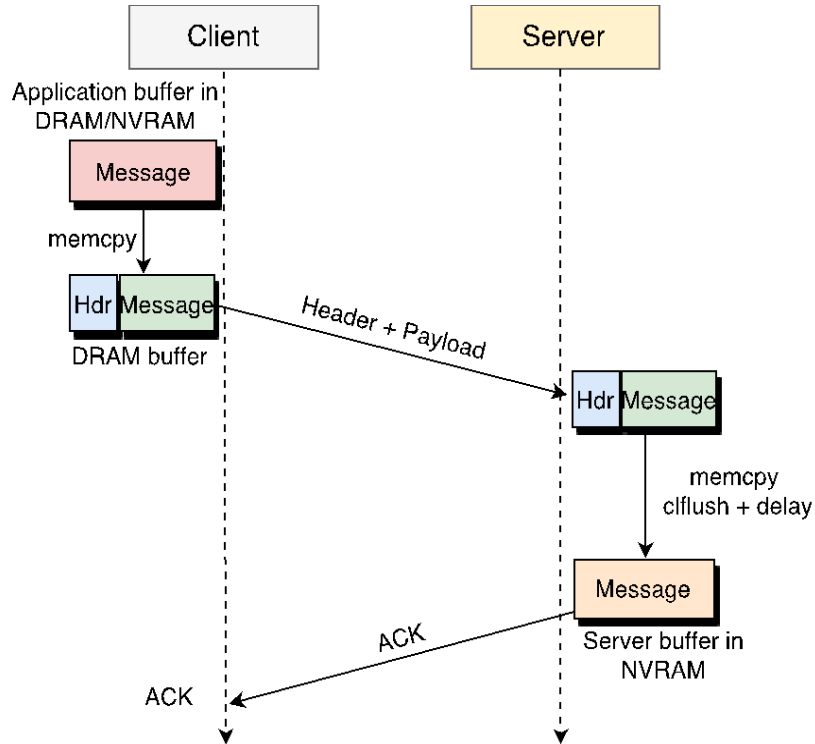 Client
Server
Application buffer in
DRAM/NVRAM
Message
memcpy
Hdr
Message
DRAM buffer
Header + Payload
Hdr
Message
memcpy
clflush + delay
Message
Server buffer in
NVRAM
ACK
ACK